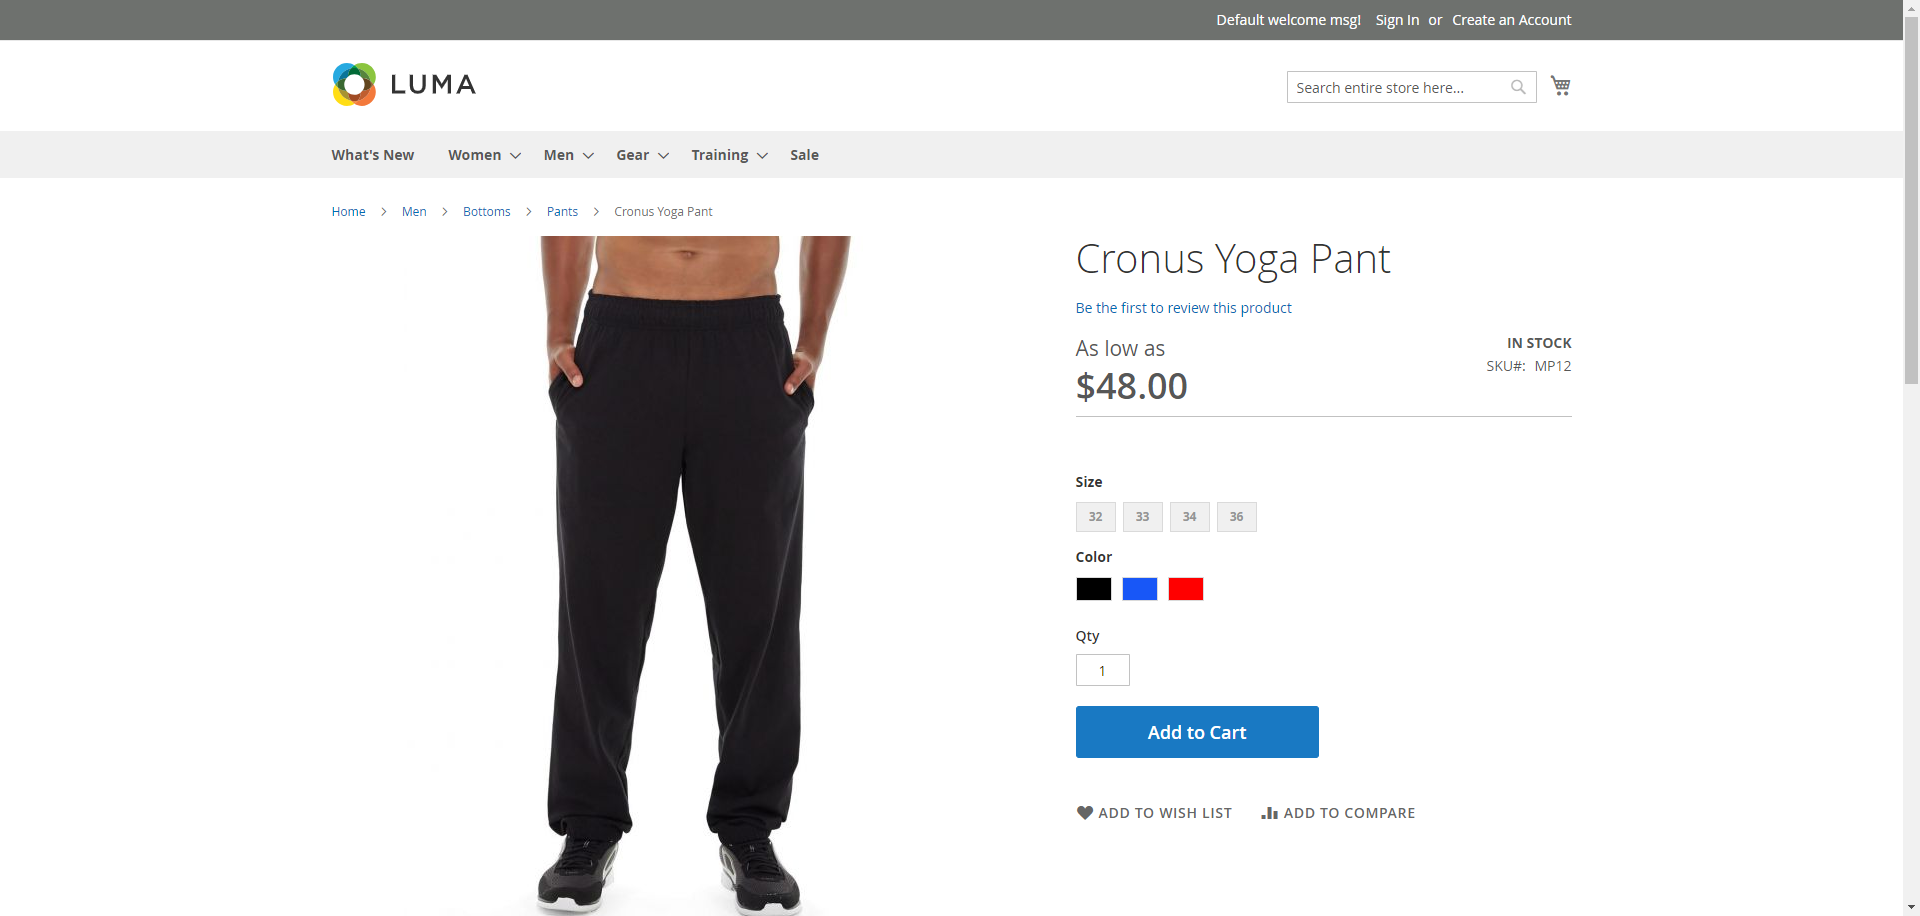 Default welcome msg! Sign In or Create an Account
LUMA
Search entire store here...
What's New Women Men Gear Training Sale
Home Men Bottoms Pants Cronus Yoga Pant
Cronus Yoga Pant
Be the first to review this product
As low as
IN STOCK
$48.00
SKU#: MP12
Size
32 33 34 36
Color
Qty
1
Add to Cart
ADD TO WISH LIST ADD TO COMPARE